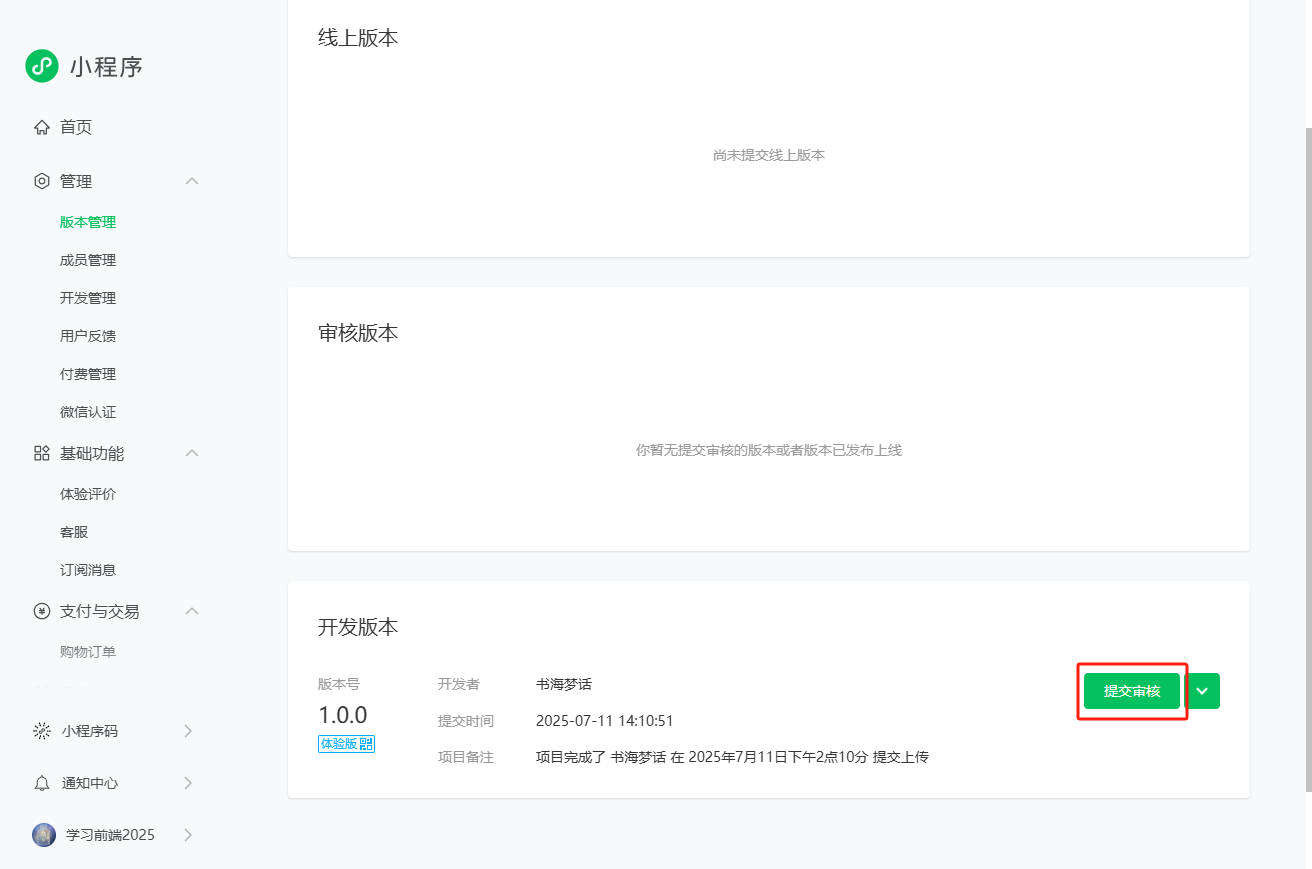 小程序
首页
管理
版本管理
成员管理
开发管理
用户反馈
付费管理
微信认证
基础功能
体验评价
客服
订阅消息
支付与交易
购物订单
小程序码
通知中心
学习前端2025
线上版本
尚未提交线上版本
审核版本
你暂无提交审核的版本或者版本已发布上线
开发版本
版本号
1.0.0
体验版
开发者 书海梦话
提交时间 2025-07-11 14:10:51
项目备注 项目完成了 书海梦话 在 2025年7月11日下午2点10分 提交上传
提交审核